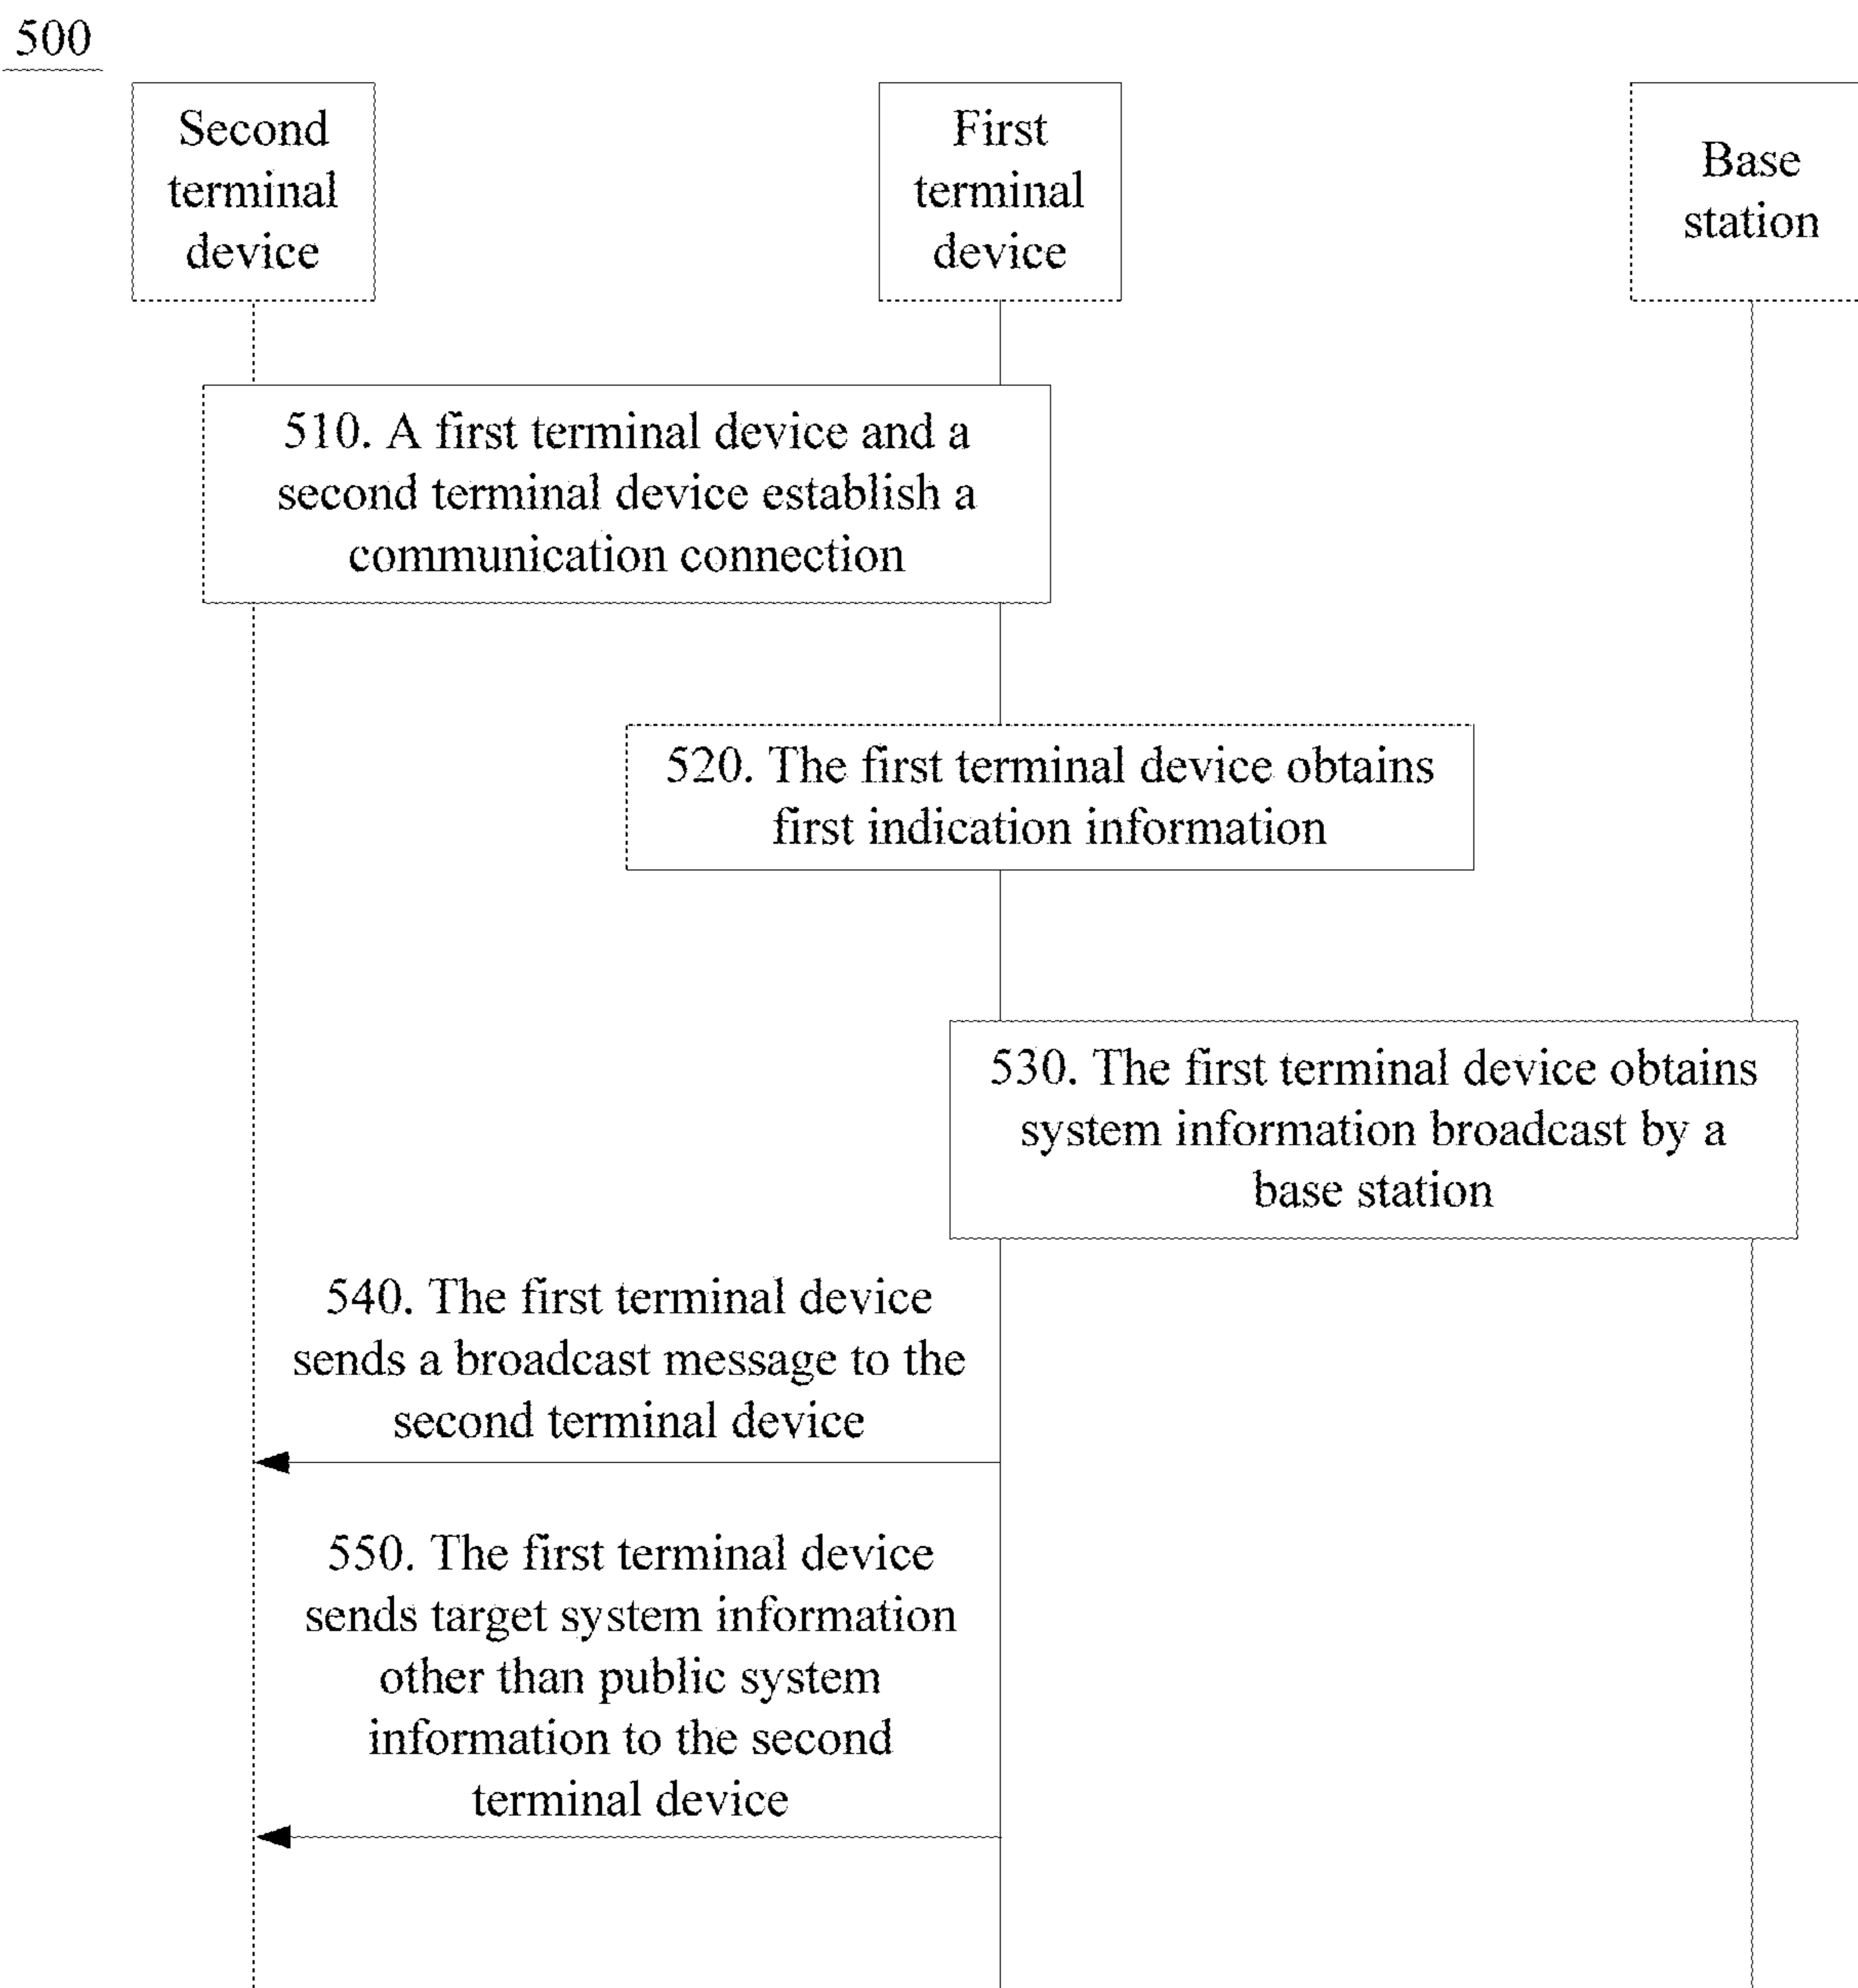 500
Second
terminal
device
First
terminal
device
Base
station
510. A first terminal device and a
second terminal device establish a
communication connection
520. The first terminal device obtains
first indication information
530. The first terminal device obtains
system information broadcast by a
base station
540. The first terminal device
sends a broadcast message to the
second terminal device
550. The first terminal device
sends target system information
other than public system
information to the second
terminal device